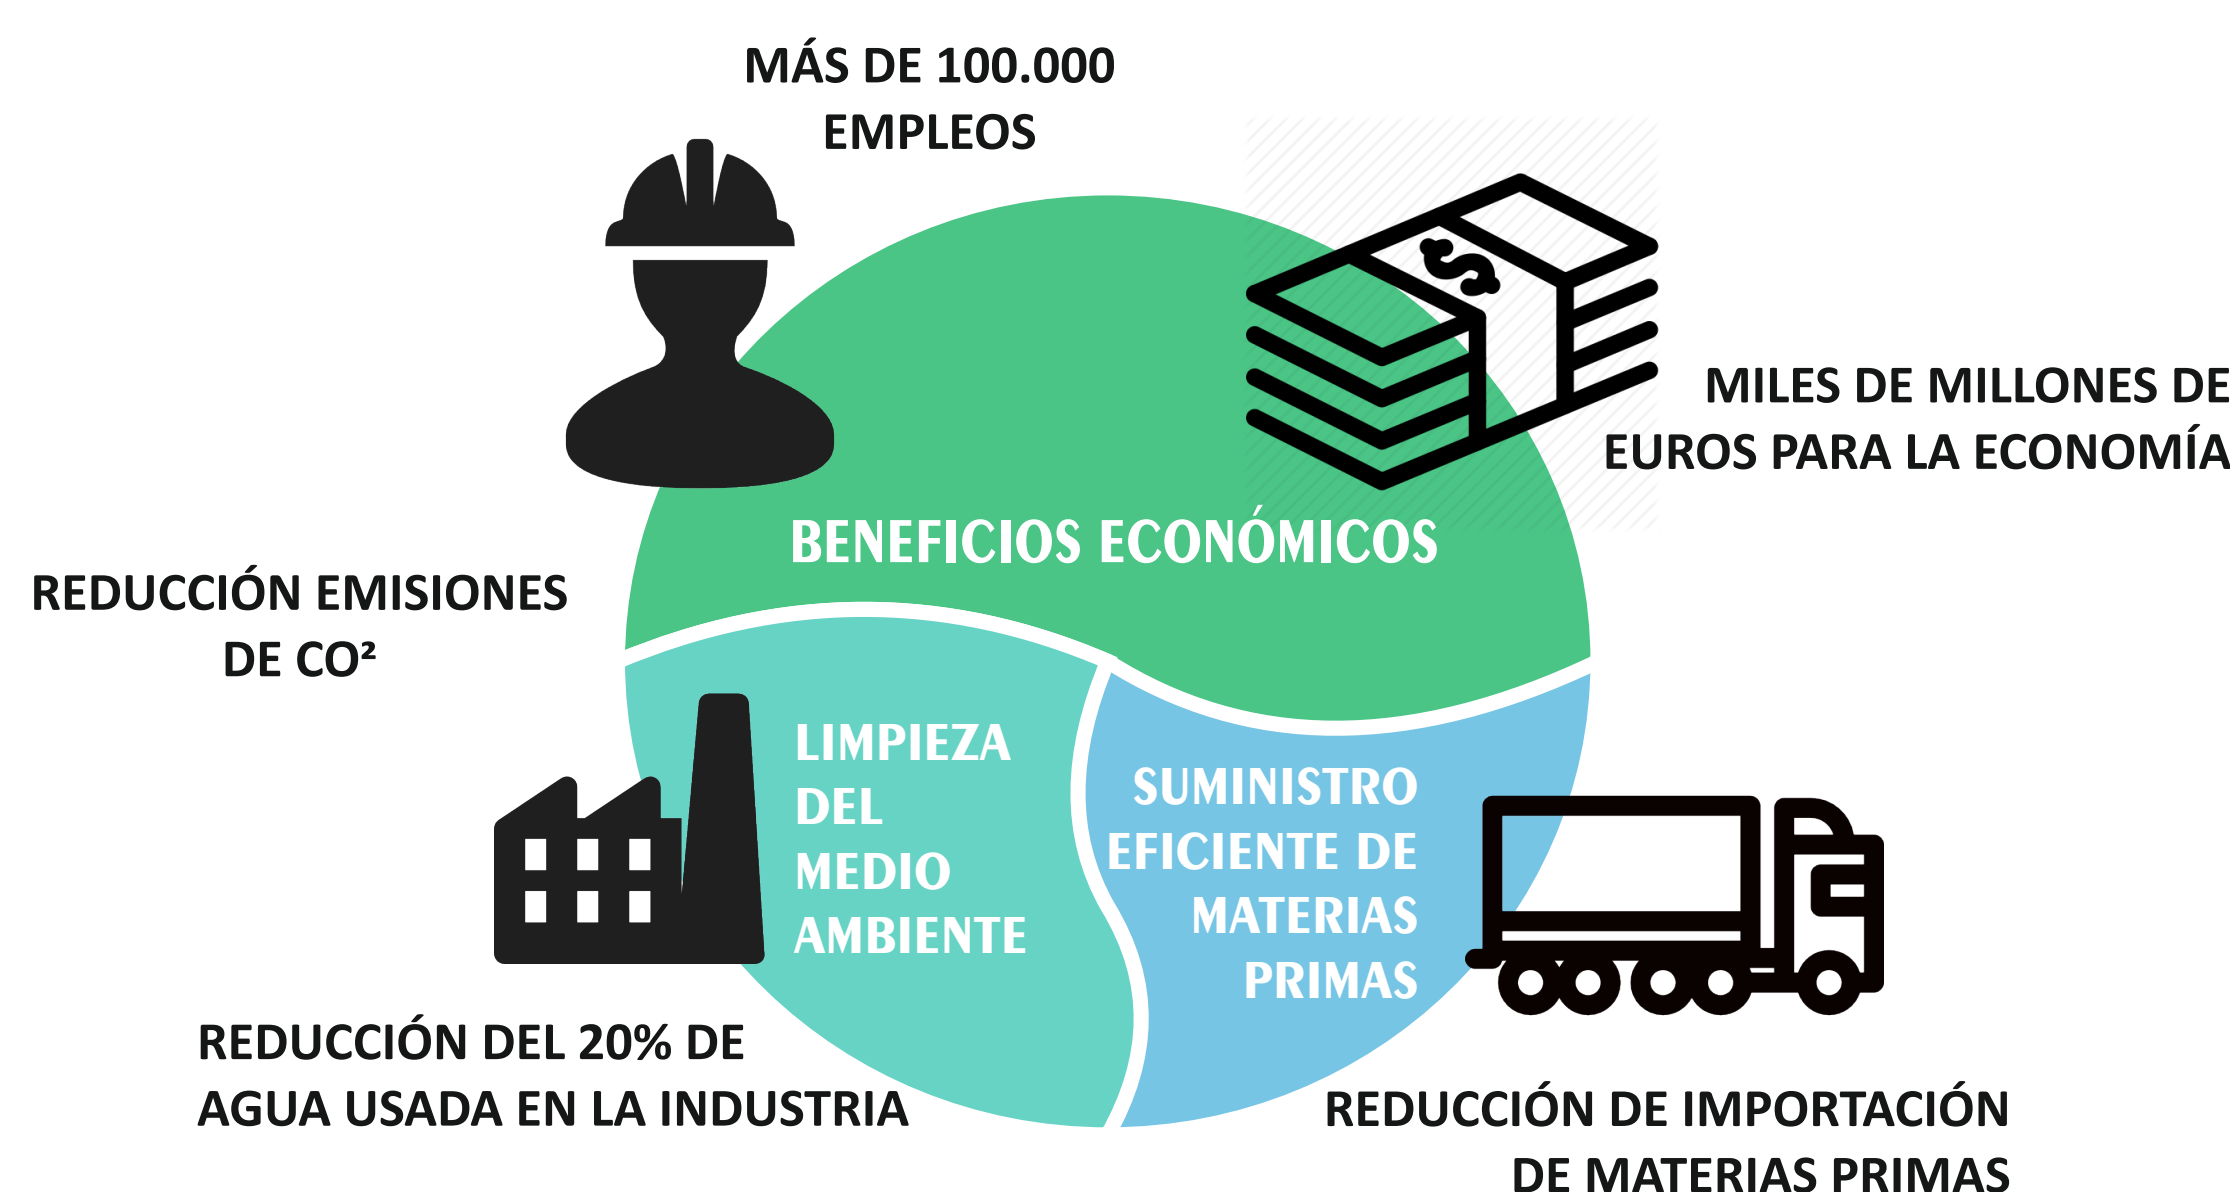 MÁS DE 100.000
EMPLEOS
MILES DE MILLONES DE
EUROS PARA LA ECONOMÍA
BENEFICIOS ECONÓMICOS
REDUCCIÓN EMISIONES
DE CO²
LIMPIEZA
DEL
MEDIO
AMBIENTE
SUMINISTRO
EFICIENTE DE
MATERIAS
PRIMAS
REDUCCIÓN DEL 20% DE
AGUA USADA EN LA INDUSTRIA
REDUCCIÓN DE IMPORTACIÓN
DE MATERIAS PRIMAS